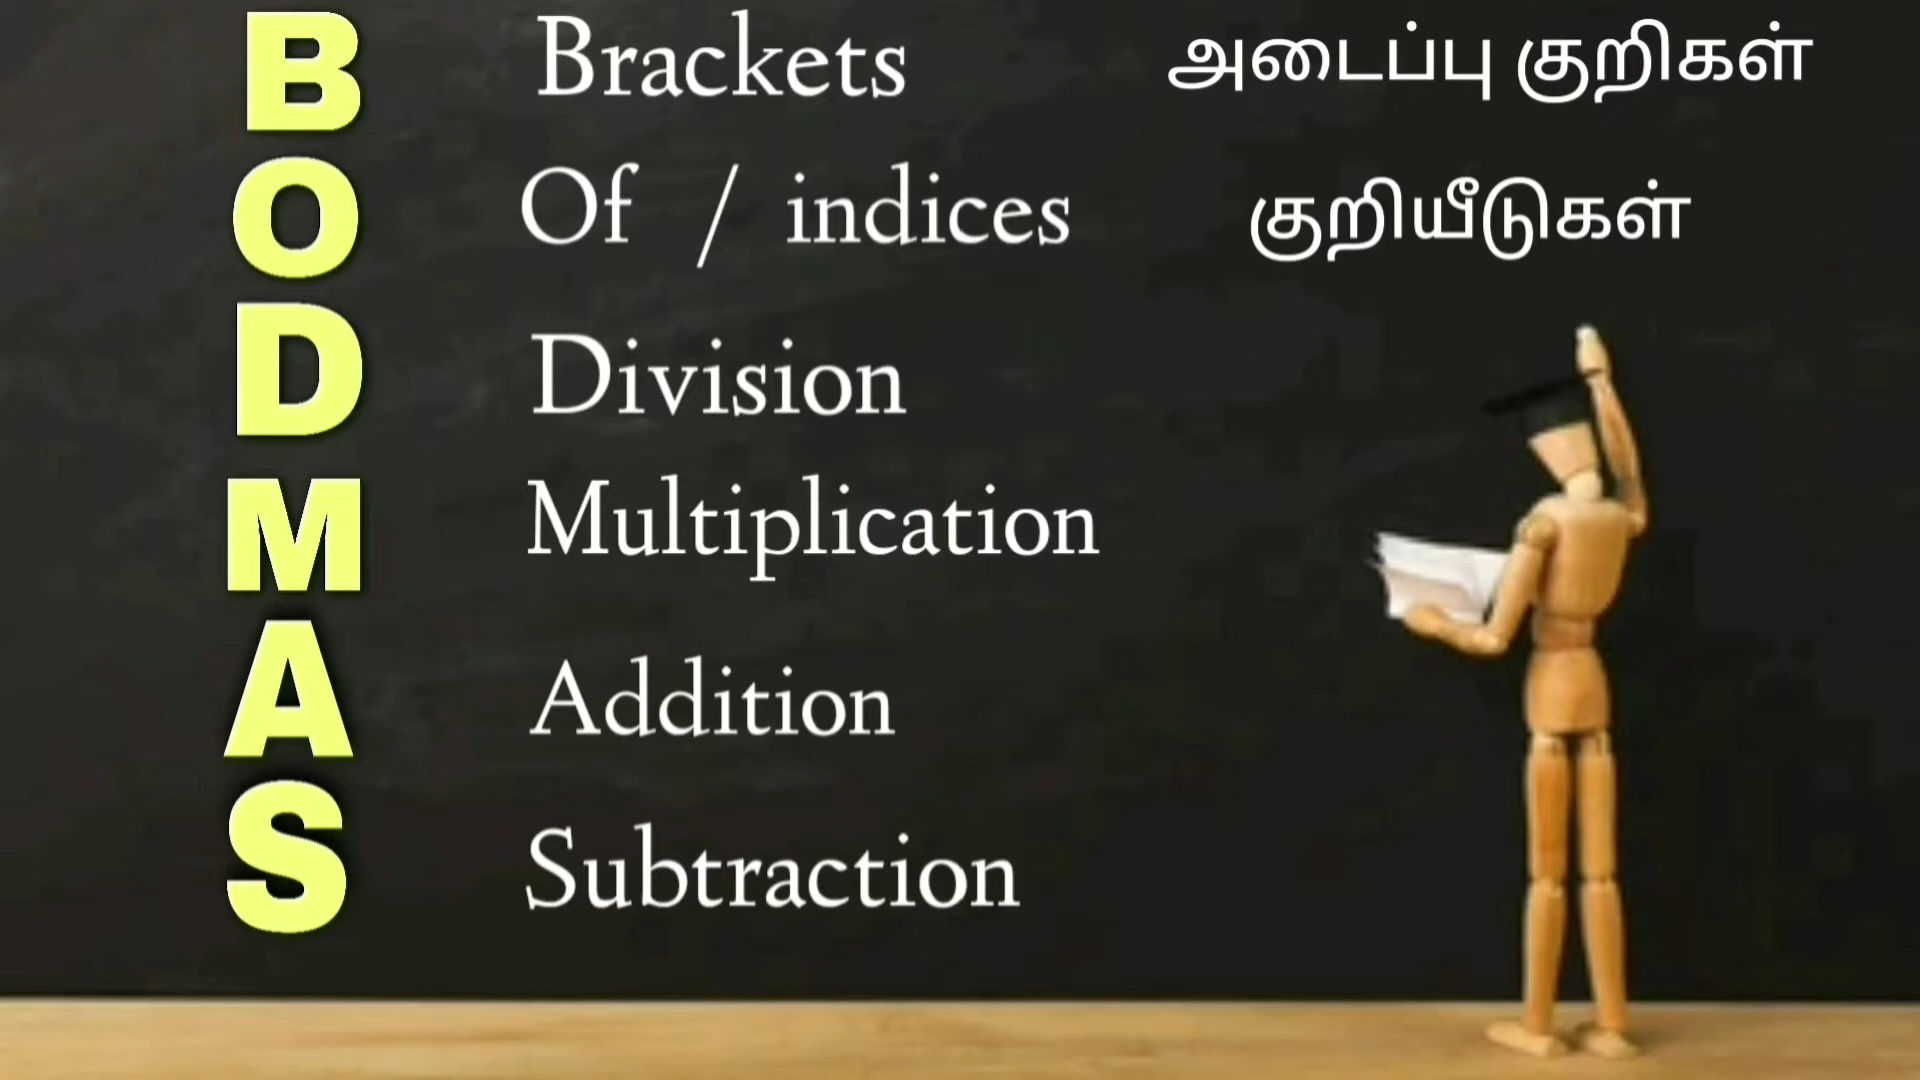 B Brackets அடைப்பு குறிகள்
O Of / indices குறியீடுகள்
D Division
M Multiplication
A Addition
S Subtraction